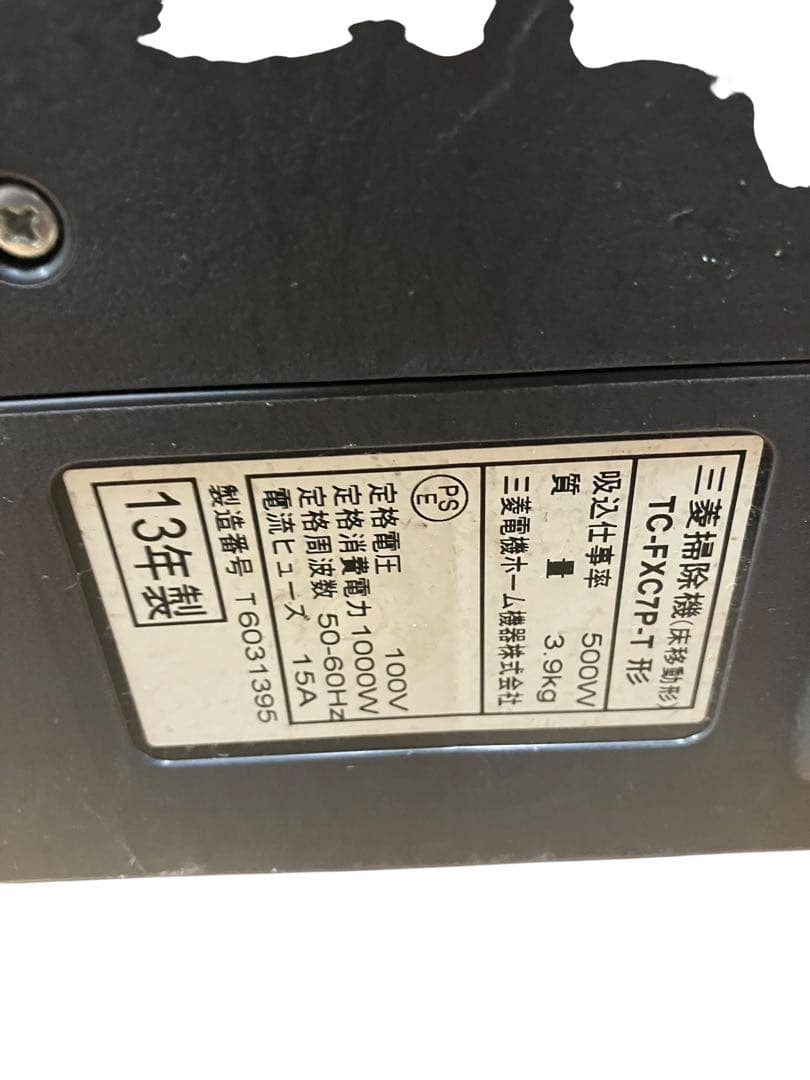 三菱掃除機(床移動形)
TC-FXC7P-T 形
吸込仕事率 500W
質量 3.9kg
三菱電機ホーム機器株式会社
PS
E
定格電圧 100V
定格消費電力 1000W
定格周波数 50-60Hz
電流ヒューズ 15A
製造番号 T6031395
13年製